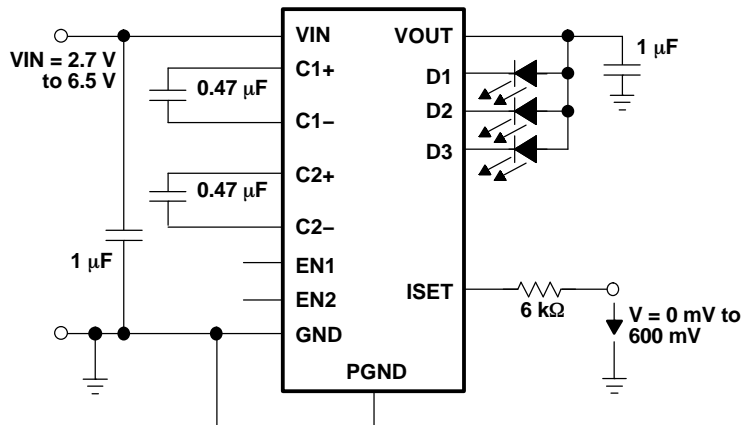 VIN
VOUT
1 μF
VIN = 2.7 V
to 6.5 V
C1+
0.47 μF
C1−
D1
D2
D3
C2+
0.47 μF
C2−
1 μF
EN1
EN2
ISET
6 kΩ
V = 0 mV to
600 mV
GND
PGND